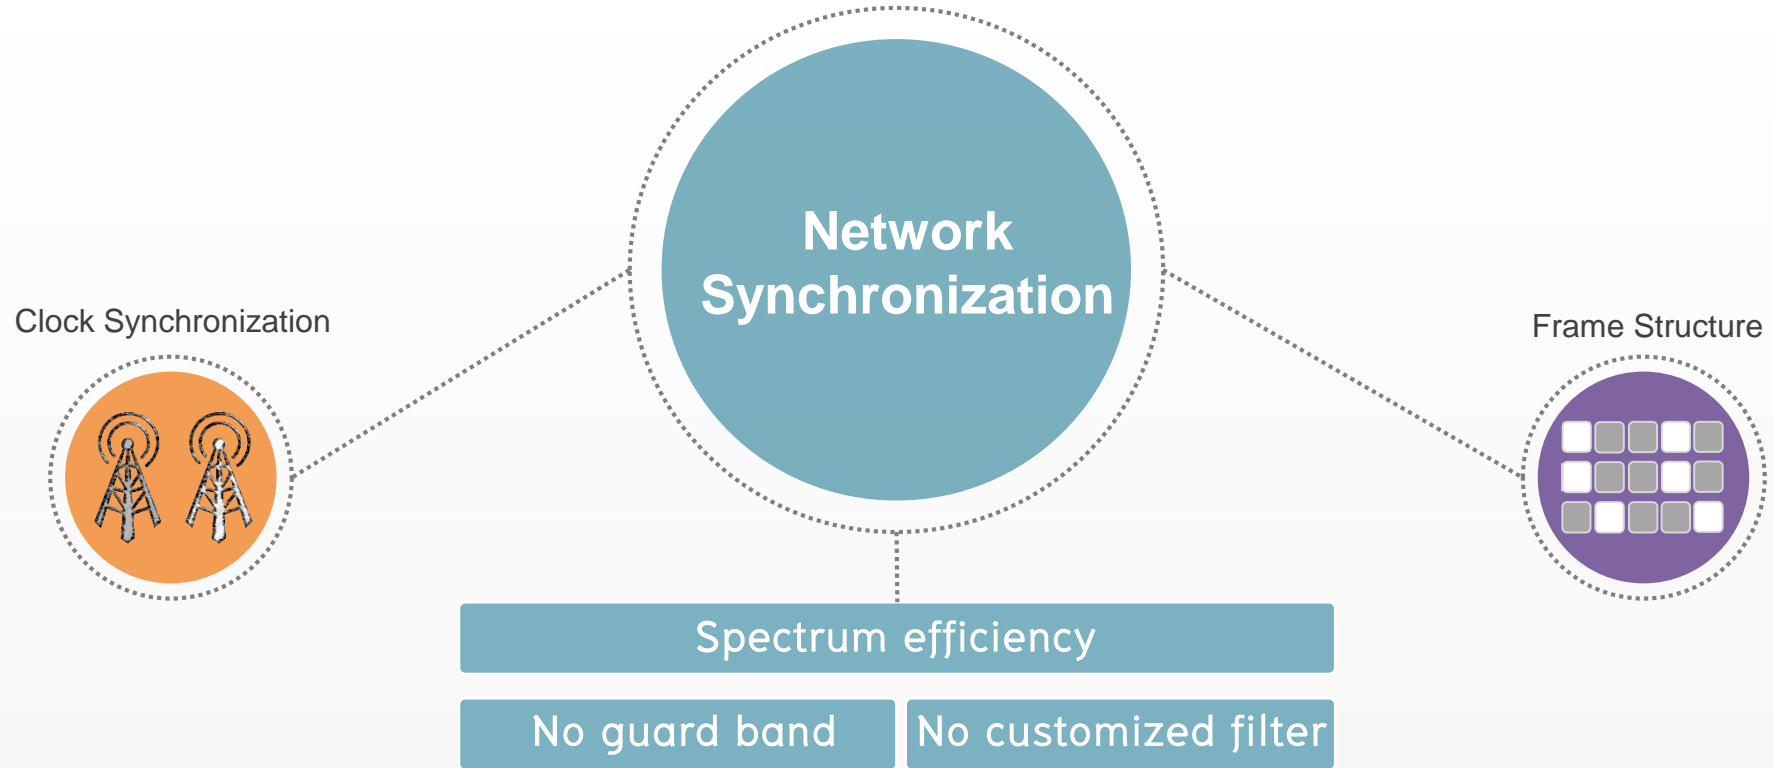 Network
Synchronization
Clock Synchronization
Frame Structure
Spectrum efficiency
No guard band
No customized filter